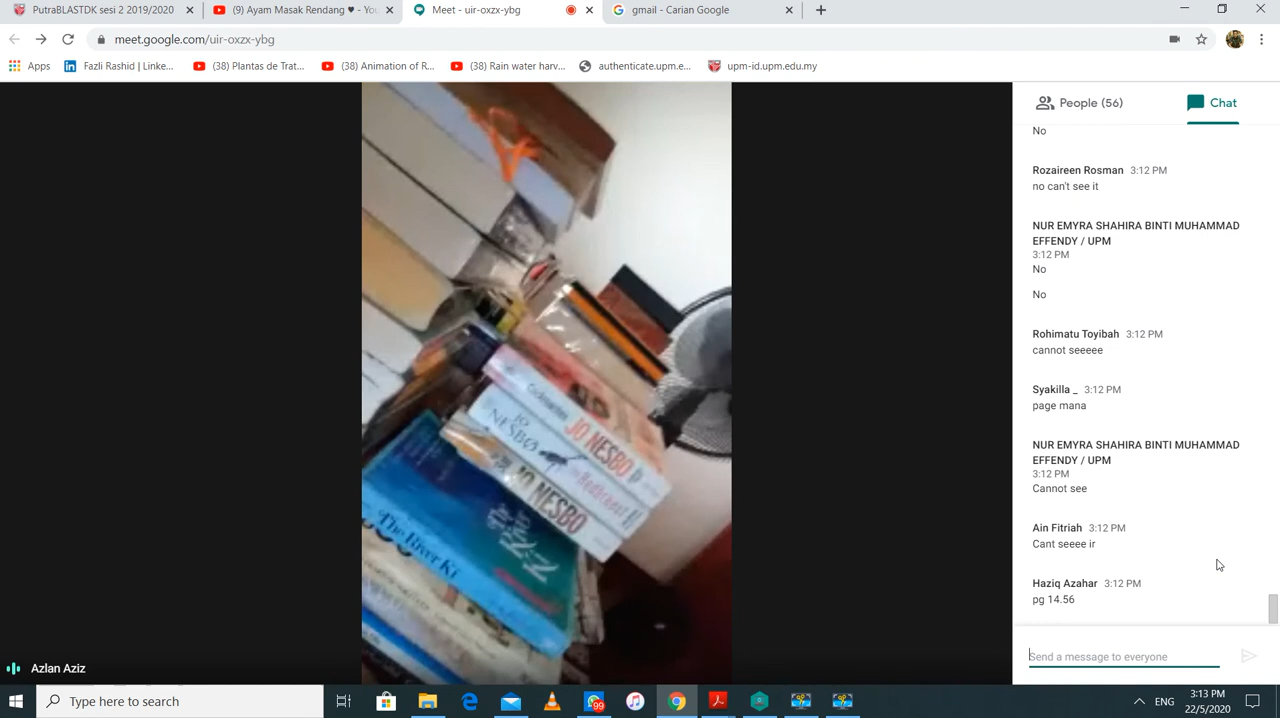 PutraBLASTDK sesi 2 2019/2020
(9) Ayam Masak Rendang ♥ - You
Meet - uir-oxzx-ybg
gmail - Carian Google
meet.google.com/uir-oxzx-ybg
Apps
Fazli Rashid | Linke...
(38) Plantas de Trat...
(38) Animation of R...
(38) Rain water harv...
authenticate.upm.e...
upm-id.upm.edu.my
People (56)
Chat
No
Rozaireen Rosman 3:12 PM
no can't see it
NUR EMYRA SHAHIRA BINTI MUHAMMAD
EFFENDY / UPM
3:12 PM
No
No
Rohimatu Toyibah 3:12 PM
cannot seeeee
Syakilla _ 3:12 PM
page mana
NUR EMYRA SHAHIRA BINTI MUHAMMAD
EFFENDY / UPM
3:12 PM
Cannot see
Ain Fitriah 3:12 PM
Cant seeee ir
Haziq Azahar 3:12 PM
pg 14.56
Send a message to everyone
Cockroaches
JO NESBO
JO NESBØ
Redbreast
JO NESBO
The River Ki
Azlan Aziz
Type here to search
99
ENG
3:13 PM
22/5/2020